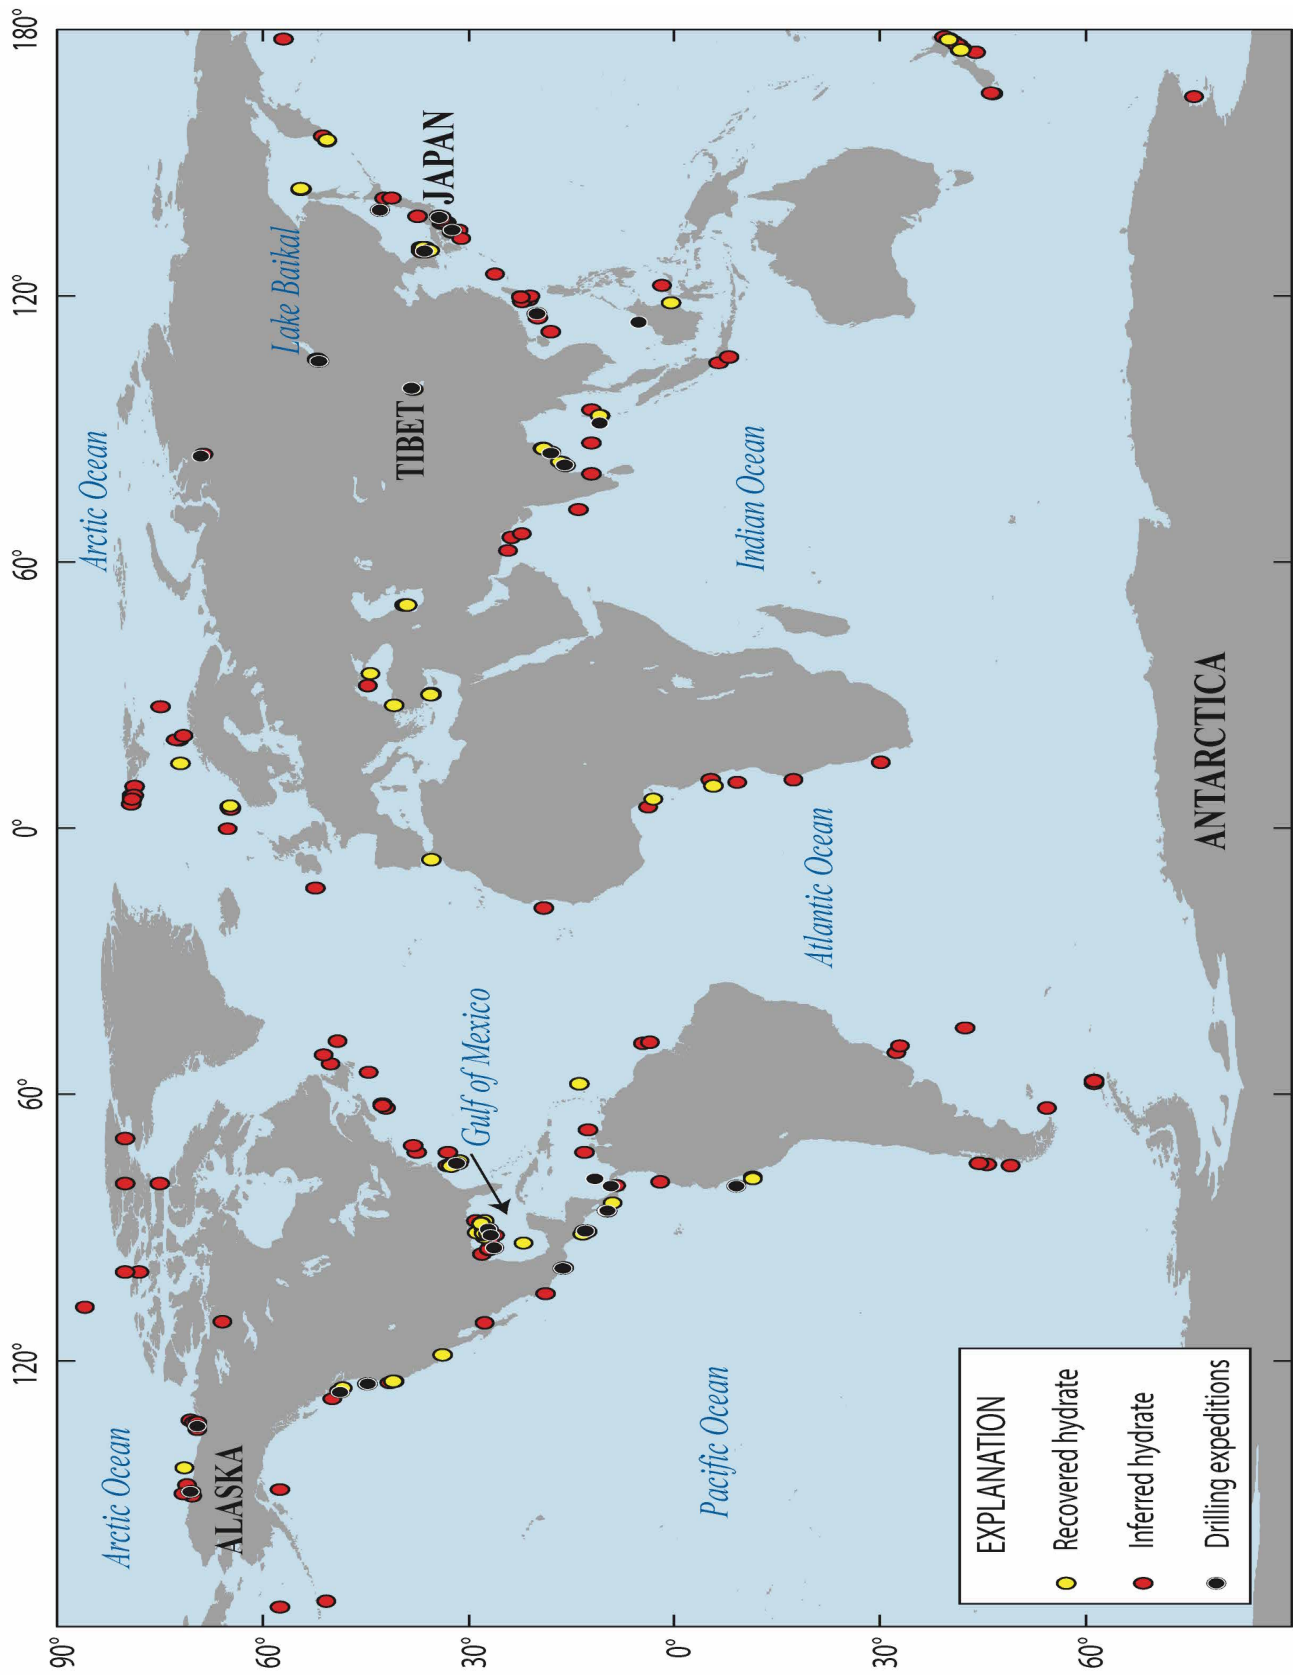 90°
60°
30°
0°
30°
60°
120°
60°
0°
60°
120°
180°
Arctic Ocean
Arctic Ocean
ALASKA
Lake Baikal
JAPAN
TIBET
Gulf of Mexico
Pacific Ocean
Atlantic Ocean
Indian Ocean
ANTARCTICA
EXPLANATION
Recovered hydrate
Inferred hydrate
Drilling expeditions